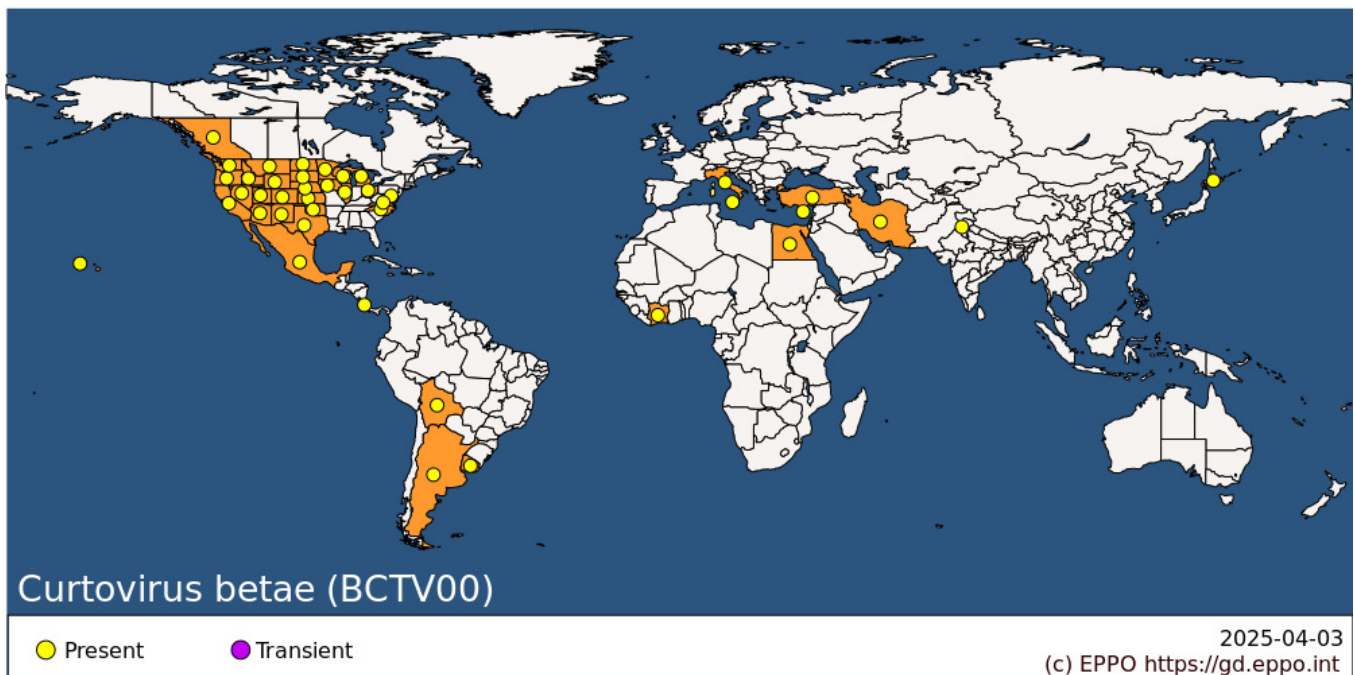 Curtovirus betae (BCTV00)
Present
Transient
2025-04-03
(c) EPPO https://gd.eppo.int